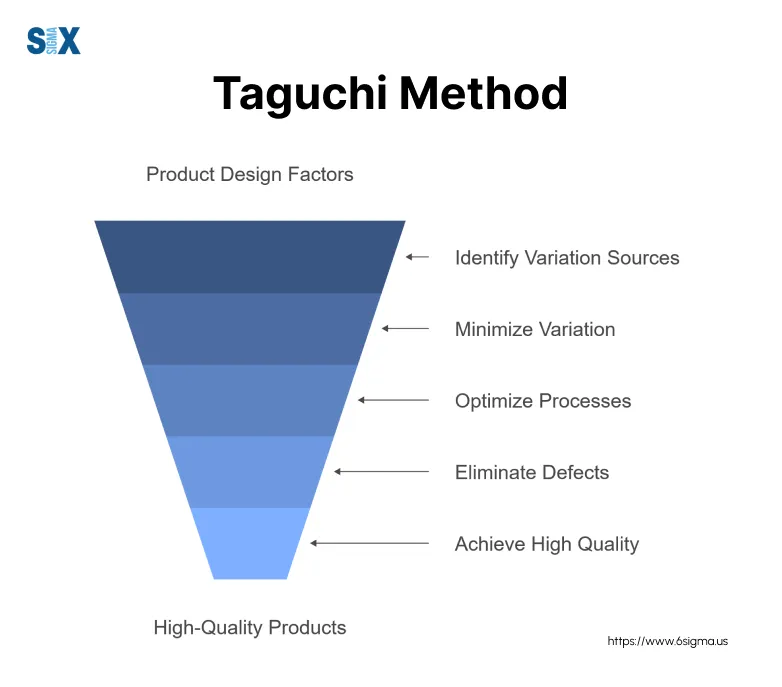 SIX
SIGMA
Taguchi Method
Product Design Factors
Identify Variation Sources
Minimize Variation
Optimize Processes
Eliminate Defects
Achieve High Quality
High-Quality Products
https://www.6sigma.us